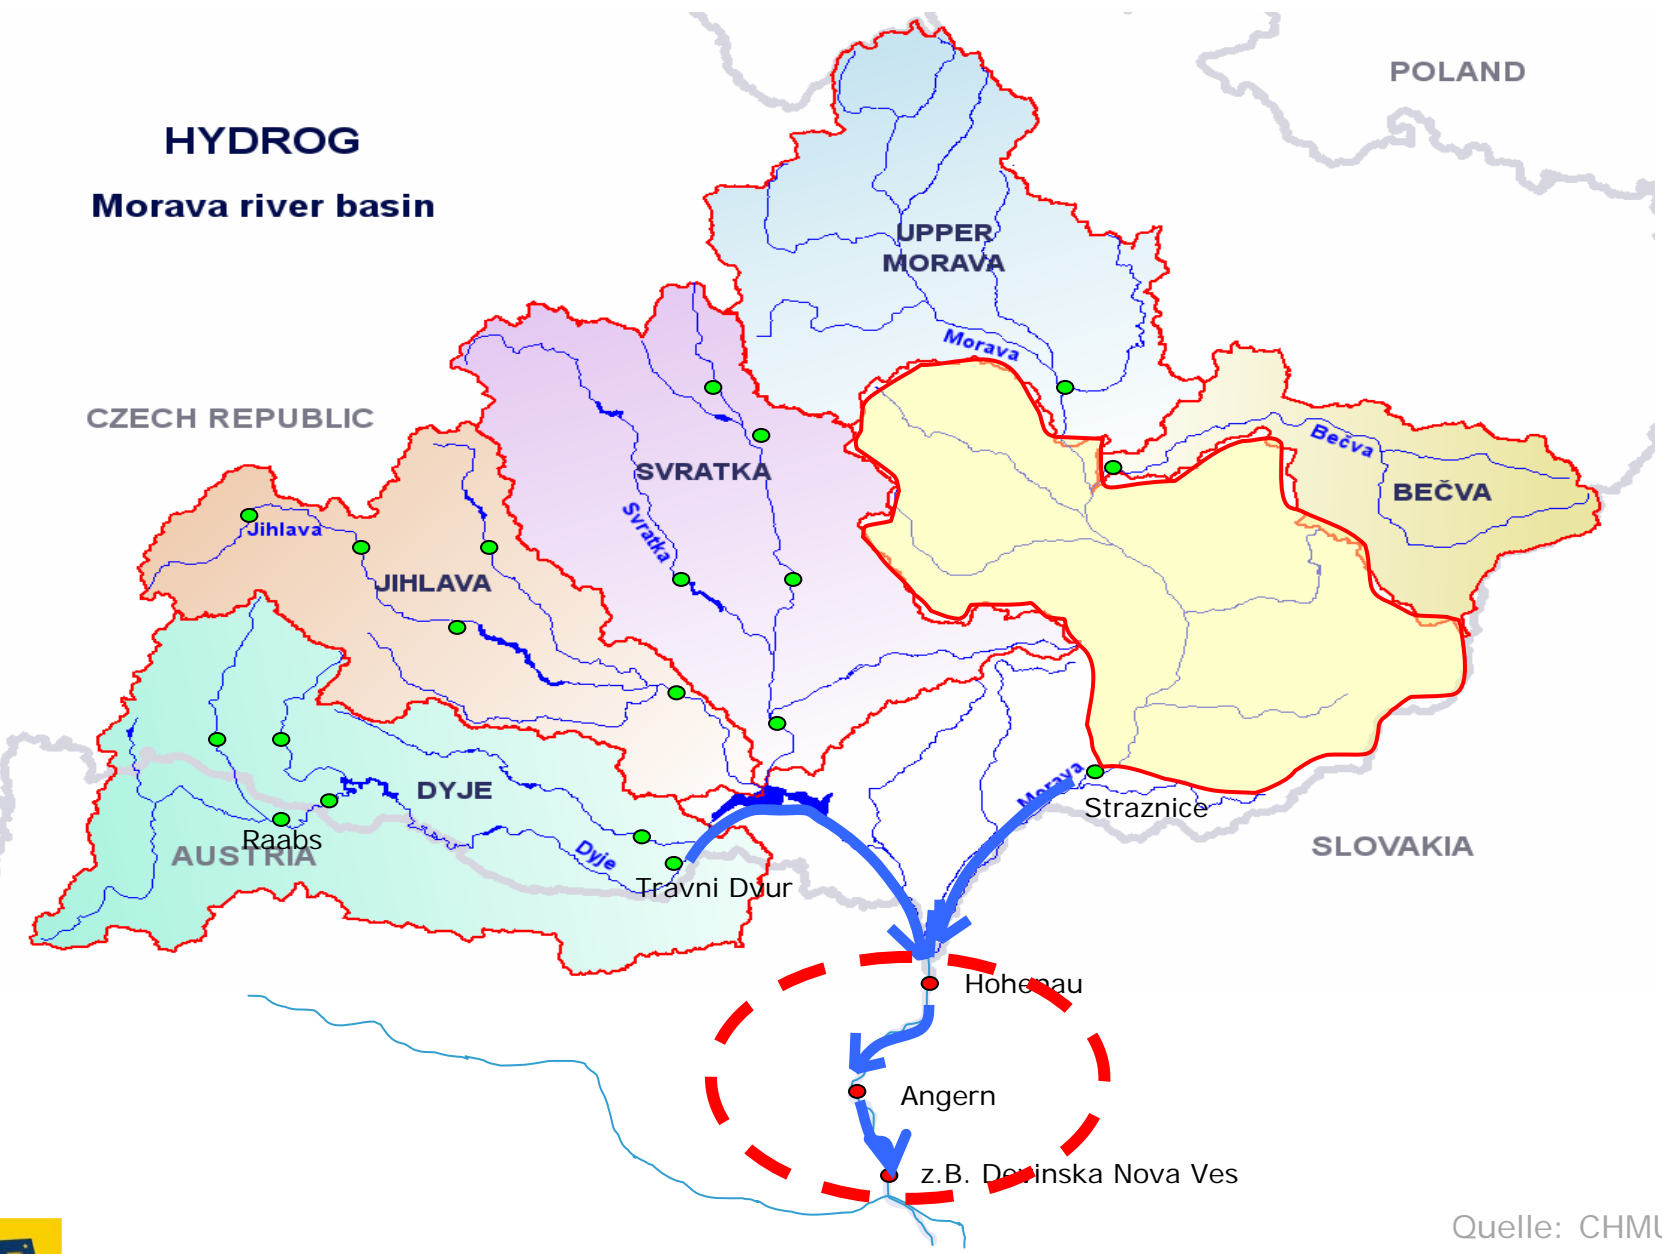 POLAND
HYDROG
Morava river basin
UPPER
MORAVA
Morava
CZECH REPUBLIC
SVRATKA
Bečva
BEČVA
Svratka
Jihlava
JIHLAVA
DYJE
Morava
Straznice
Raabs
AUSTRIA
SLOVAKIA
Dyje
Travni Dvur
Hohenau
Angern
z.B. Devinska Nova Ves
Quelle: CHMU